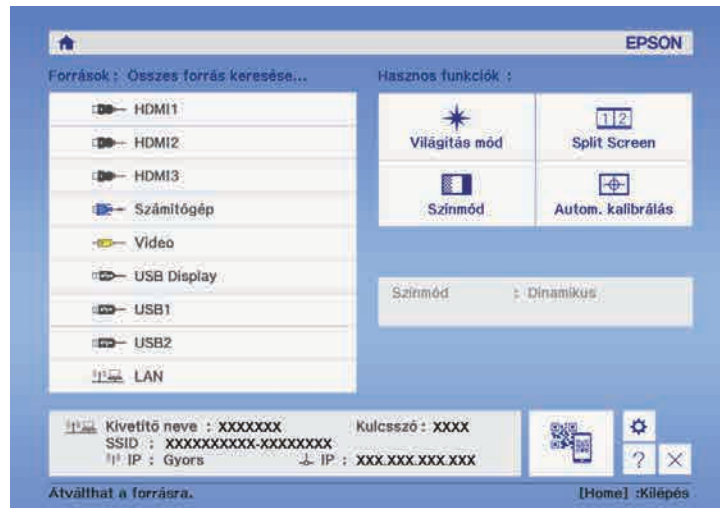 EPSON
Források : Összes forrás keresése...
HDMI1
HDMI2
HDMI3
Számítógép
Video
USB Display
USB1
USB2
LAN
Hasznos funkciók :
Világítás mód
1 2
Split Screen
Színmód
Autom. kalibrálás
Színmód : Dinamikus
Kivetítő neve : XXXXXXX Kulcsszó : XXXX
SSID : XXXXXXXXXX-XXXXXXXX
IP : Gyors IP : XXX.XXX.XXX.XXX
?
Átválthat a forrásra. [Home] :Kilépés